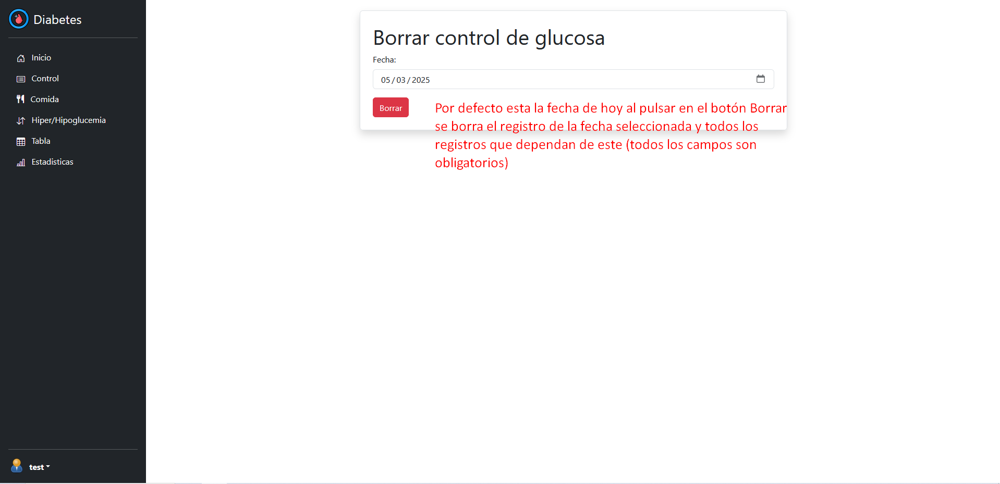 Diabetes
Inicio
Control
Comida
Hiper/Hipoglucemia
Tabla
Estadisticas
test
Borrar control de glucosa
Fecha:
05/03/2025
Borrar
Por defecto esta la fecha de hoy al pulsar en el botón Borrar
se borra el registro de la fecha seleccionada y todos los
registros que dependan de este (todos los campos son
obligatorios)